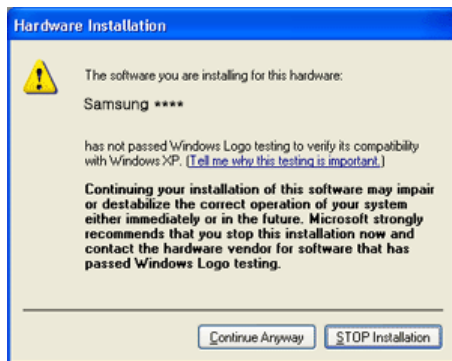 Hardware Installation
The software you are installing for this hardware:
Samsung ****
has not passed Windows Logo testing to verify its compatibility
with Windows XP. (Tell me why this testing is important.)
Continuing your installation of this software may impair
or destabilize the correct operation of your system
either immediately or in the future. Microsoft strongly
recommends that you stop this installation now and
contact the hardware vendor for software that has
passed Windows Logo testing.
Continue Anyway
STOP Installation